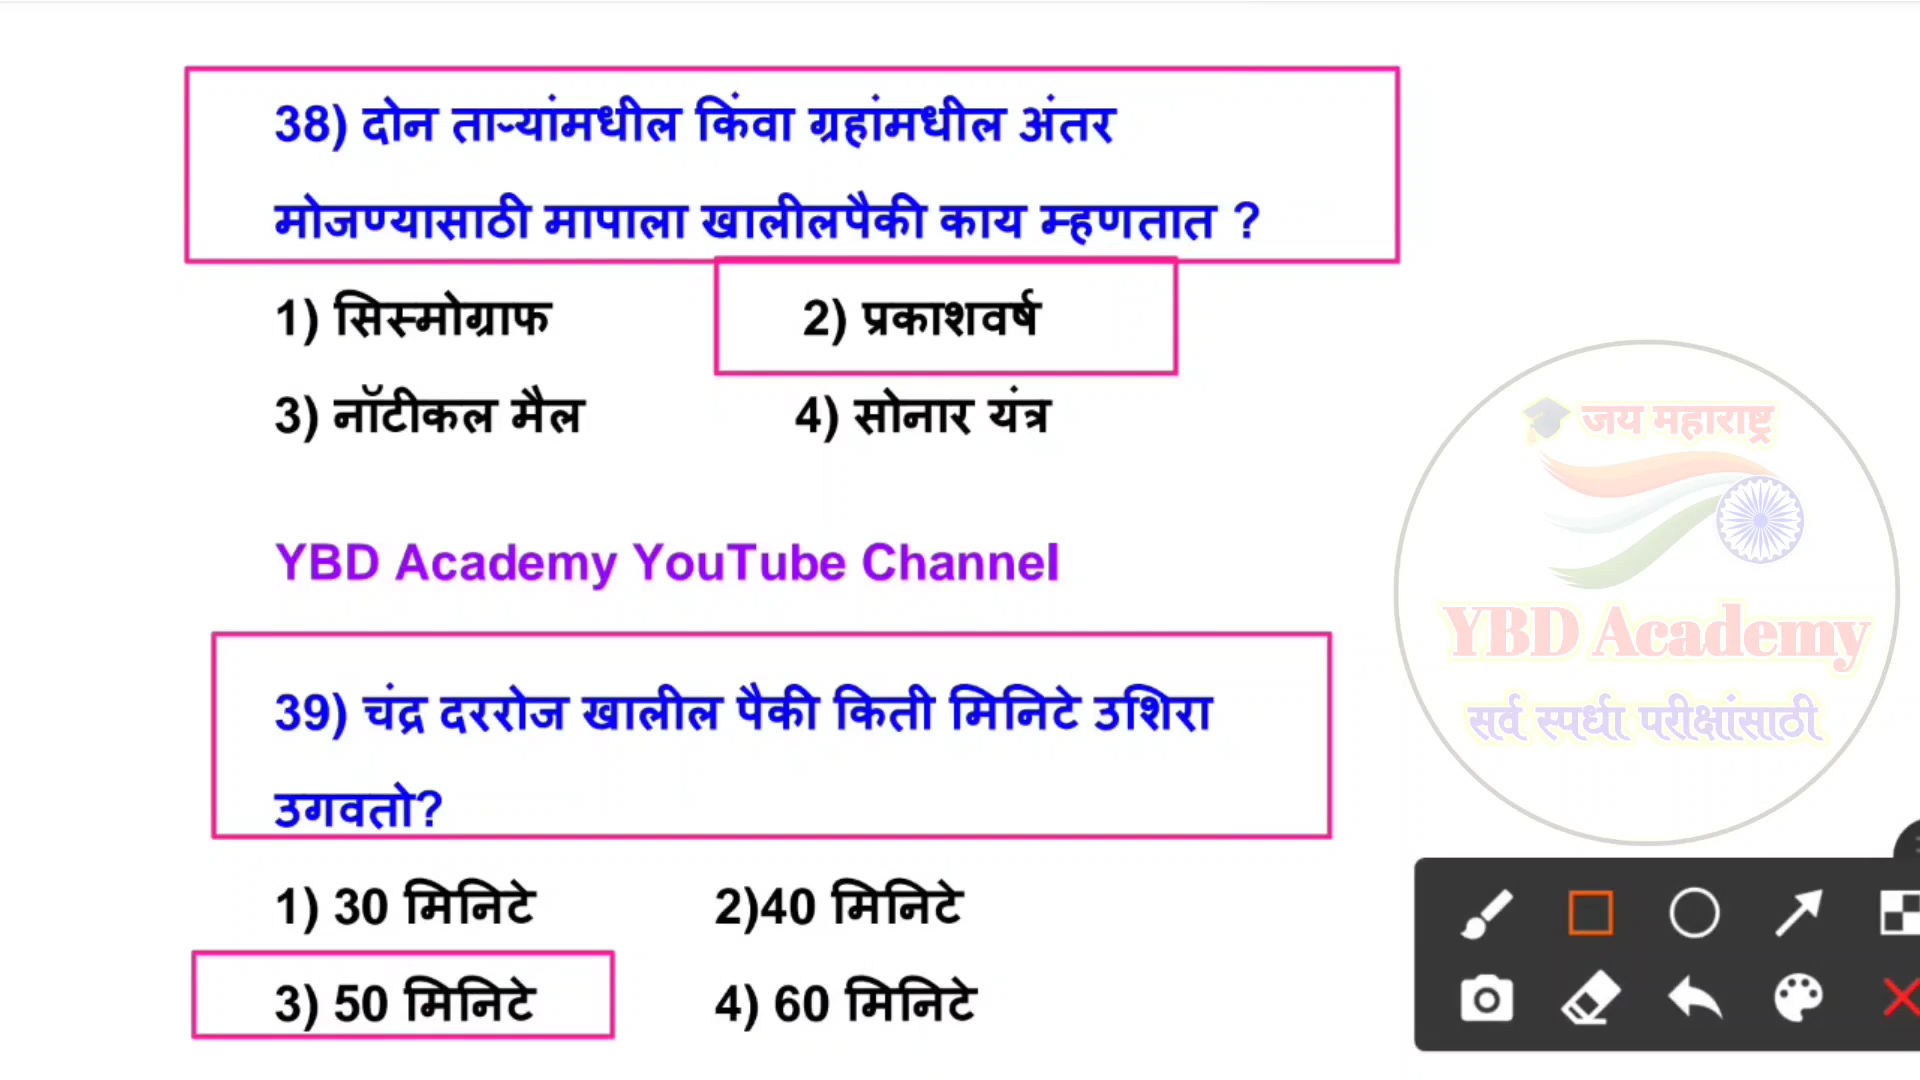 38) दोन ताऱ्यांमधील किंवा ग्रहांमधील अंतर
मोजण्यासाठी मापाला खालीलपैकी काय म्हणतात ?
1) सिस्मोग्राफ 2) प्रकाशवर्ष
3) नॉटीकल मैल 4) सोनार यंत्र
YBD Academy YouTube Channel
39) चंद्र दररोज खालील पैकी किती मिनिटे उशिरा
उगवतो?
1) 30 मिनिटे 2)40 मिनिटे
3) 50 मिनिटे 4) 60 मिनिटे
जय महाराष्ट्र
YBD Academy
सर्व स्पर्धा परीक्षांसाठी